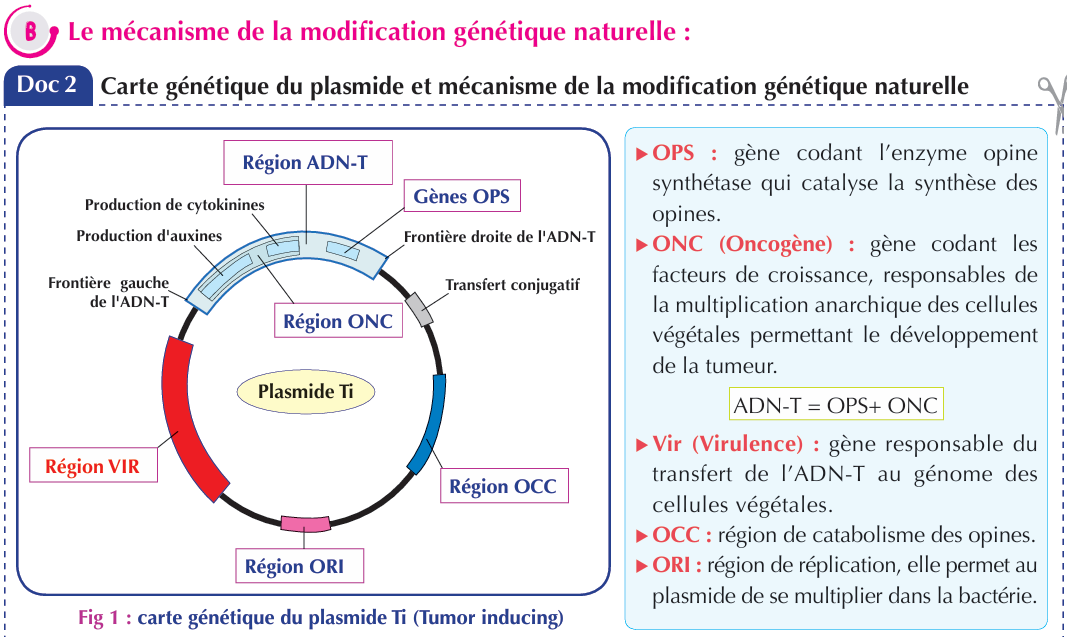 B Le mécanisme de la modification génétique naturelle :
Doc 2 Carte génétique du plasmide et mécanisme de la modification génétique naturelle
Région ADN-T
Gènes OPS
Production de cytokinines
Production d'auxines
Frontière droite de l'ADN-T
Frontière gauche
de l'ADN-T
Transfert conjugatif
Région ONC
Plasmide Ti
Région VIR
Région OCC
Région ORI
Fig 1 : carte génétique du plasmide Ti (Tumor inducing)
OPS : gène codant l'enzyme opine
synthétase qui catalyse la synthèse des
opines.
ONC (Oncogène) : gène codant les
facteurs de croissance, responsables de
la multiplication anarchique des cellules
végétales permettant le développement
de la tumeur.
ADN-T = OPS+ ONC
Vir (Virulence) : gène responsable du
transfert de l'ADN-T au génome des
cellules végétales.
OCC : région de catabolisme des opines.
ORI : région de réplication, elle permet au
plasmide de se multiplier dans la bactérie.